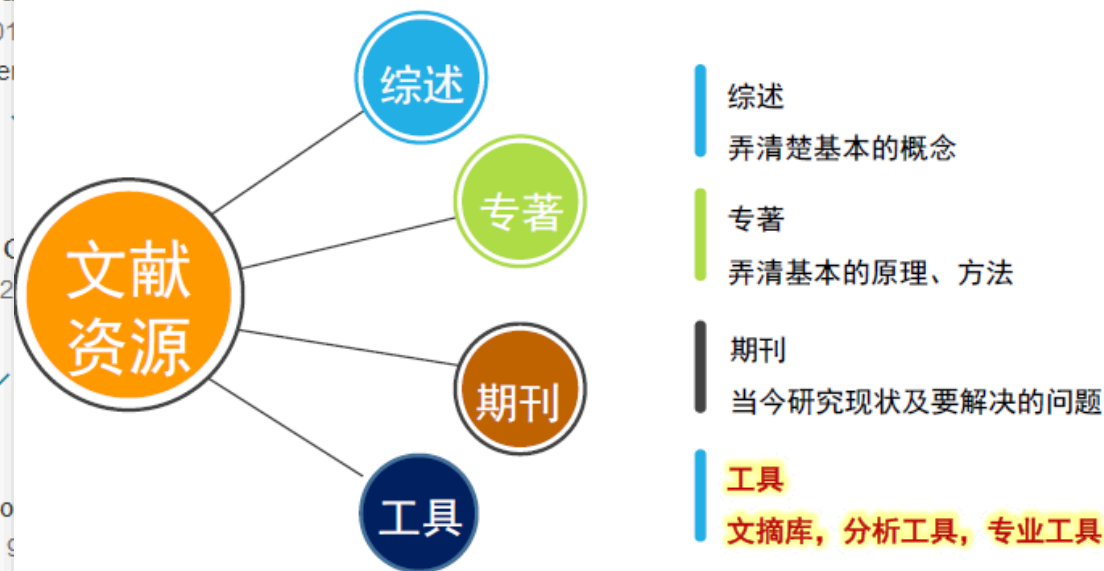 综述
专著
文献
资源
期刊
工具
综述
弄清楚基本的概念
专著
弄清基本的原理、方法
期刊
当今研究现状及要解决的问题
工具
文摘库，分析工具，专业工具